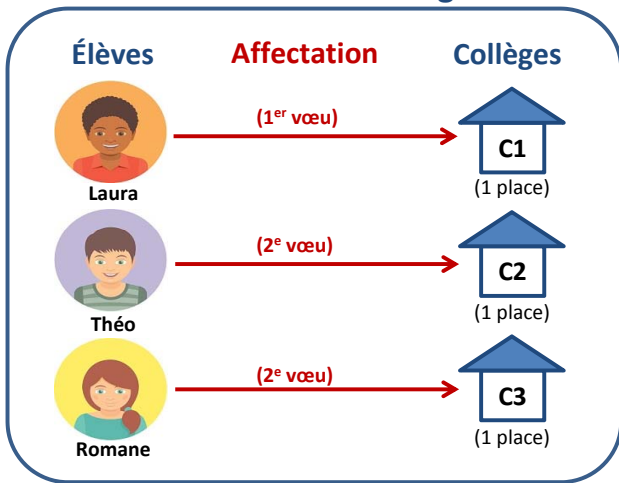 Élèves Affectation Collèges
(1er vœu)
C1
Laura
(1 place)
(2e vœu)
C2
Théo
(1 place)
(2e vœu)
C3
Romane
(1 place)